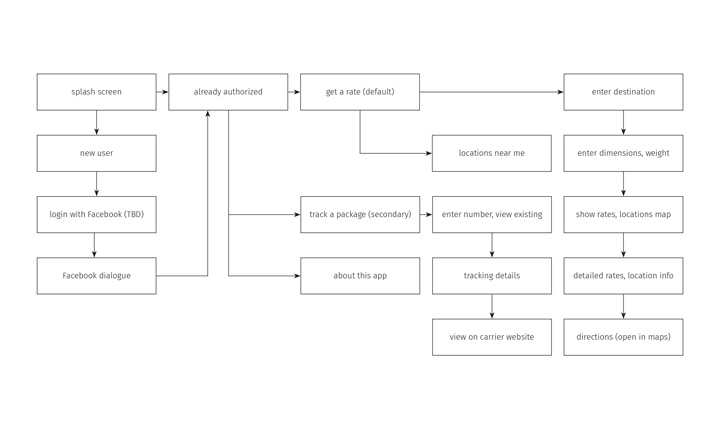 splash screen
already authorized
get a rate (default)
enter destination
new user
locations near me
enter dimensions, weight
login with Facebook (TBD)
track a package (secondary)
enter number, view existing
show rates, locations map
Facebook dialogue
about this app
tracking details
detailed rates, location info
view on carrier website
directions (open in maps)